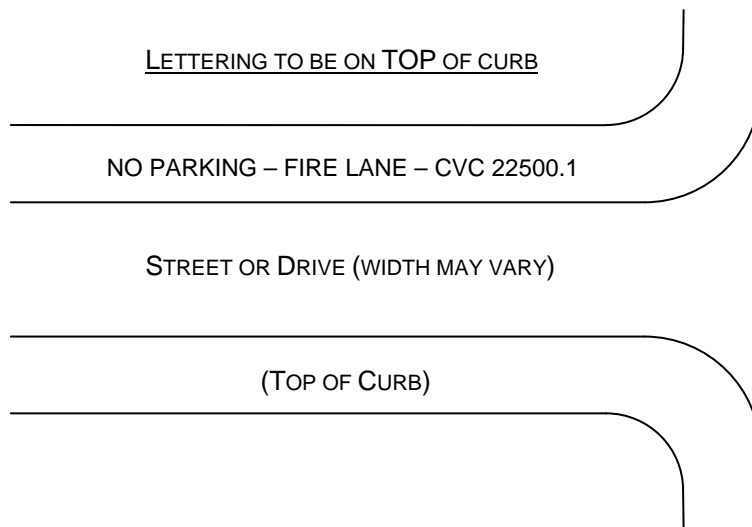 LETTERING TO BE ON TOP OF CURB
NO PARKING – FIRE LANE – CVC 22500.1
STREET OR DRIVE (WIDTH MAY VARY)
(TOP OF CURB)